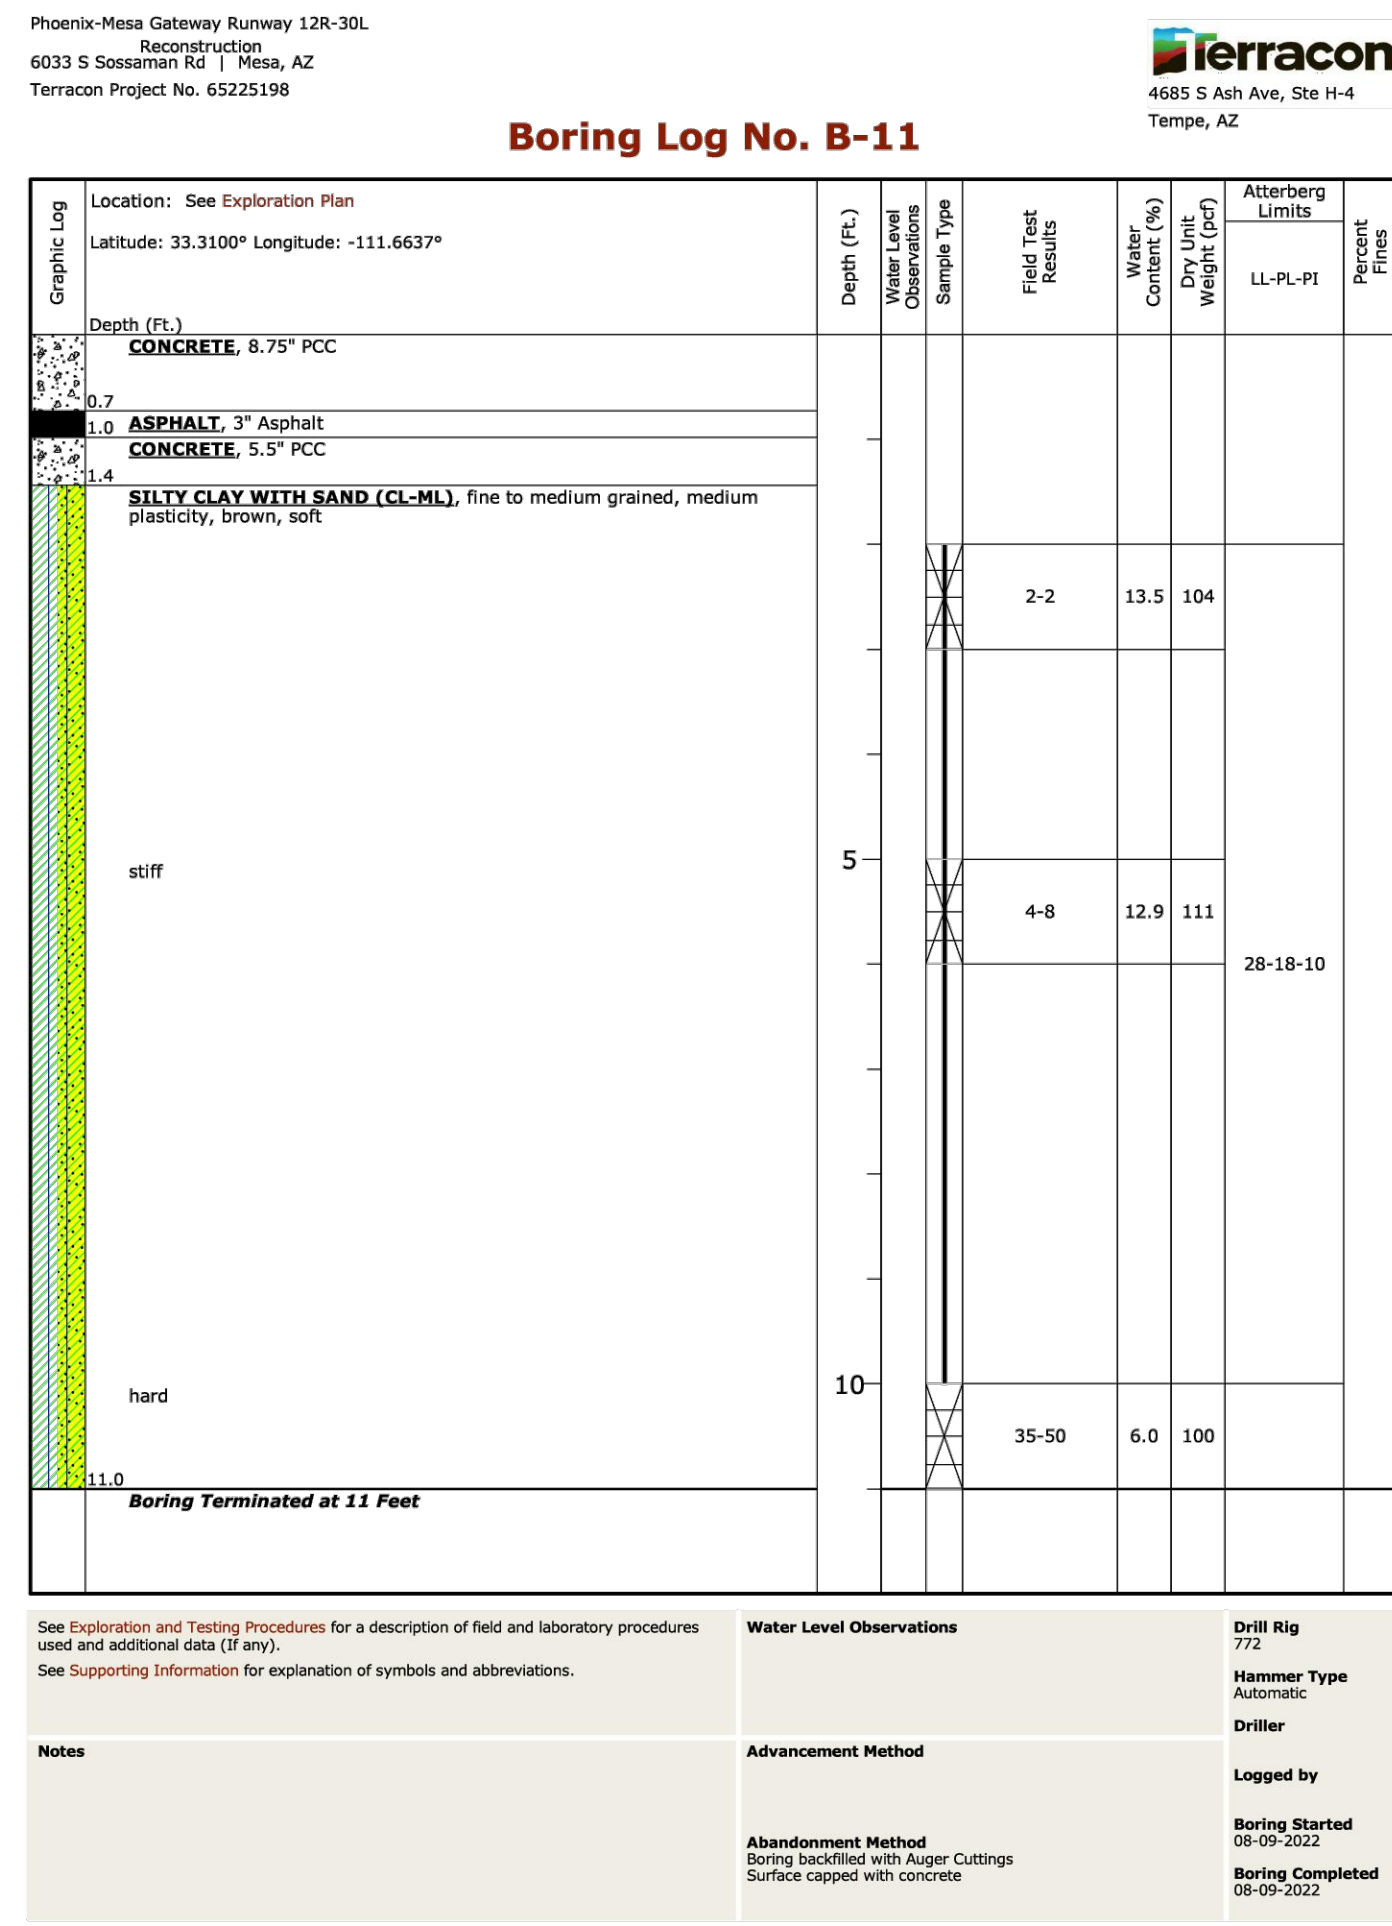 Phoenix-Mesa Gateway Runway 12R-30L
Reconstruction
6033 S Sossaman Rd | Mesa, AZ
Terracon Project No. 65225198
Terracon
4685 S Ash Ave, Ste H-4
Tempe, AZ
Boring Log No. B-11
Graphic Log
Location: See Exploration Plan
Latitude: 33.3100° Longitude: -111.6637°
Depth (Ft.)
Depth (Ft.)
Water Level
Observations
Sample Type
Field Test
Results
Water
Content (%)
Dry Unit
Weight (pcf)
Atterberg
Limits
LL-PL-PI
Percent
Fines
CONCRETE, 8.75" PCC
0.7
1.0 ASPHALT, 3" Asphalt
CONCRETE, 5.5" PCC
1.4
SILTY CLAY WITH SAND (CL-ML), fine to medium grained, medium
plasticity, brown, soft
2-2 13.5 104
5
stiff
4-8 12.9 111
28-18-10
10
hard
35-50 6.0 100
11.0
Boring Terminated at 11 Feet
See Exploration and Testing Procedures for a description of field and laboratory procedures
used and additional data (If any).
See Supporting Information for explanation of symbols and abbreviations.
Notes
Water Level Observations
Advancement Method
Abandonment Method
Boring backfilled with Auger Cuttings
Surface capped with concrete
Drill Rig
772
Hammer Type
Automatic
Driller
Logged by
Boring Started
08-09-2022
Boring Completed
08-09-2022